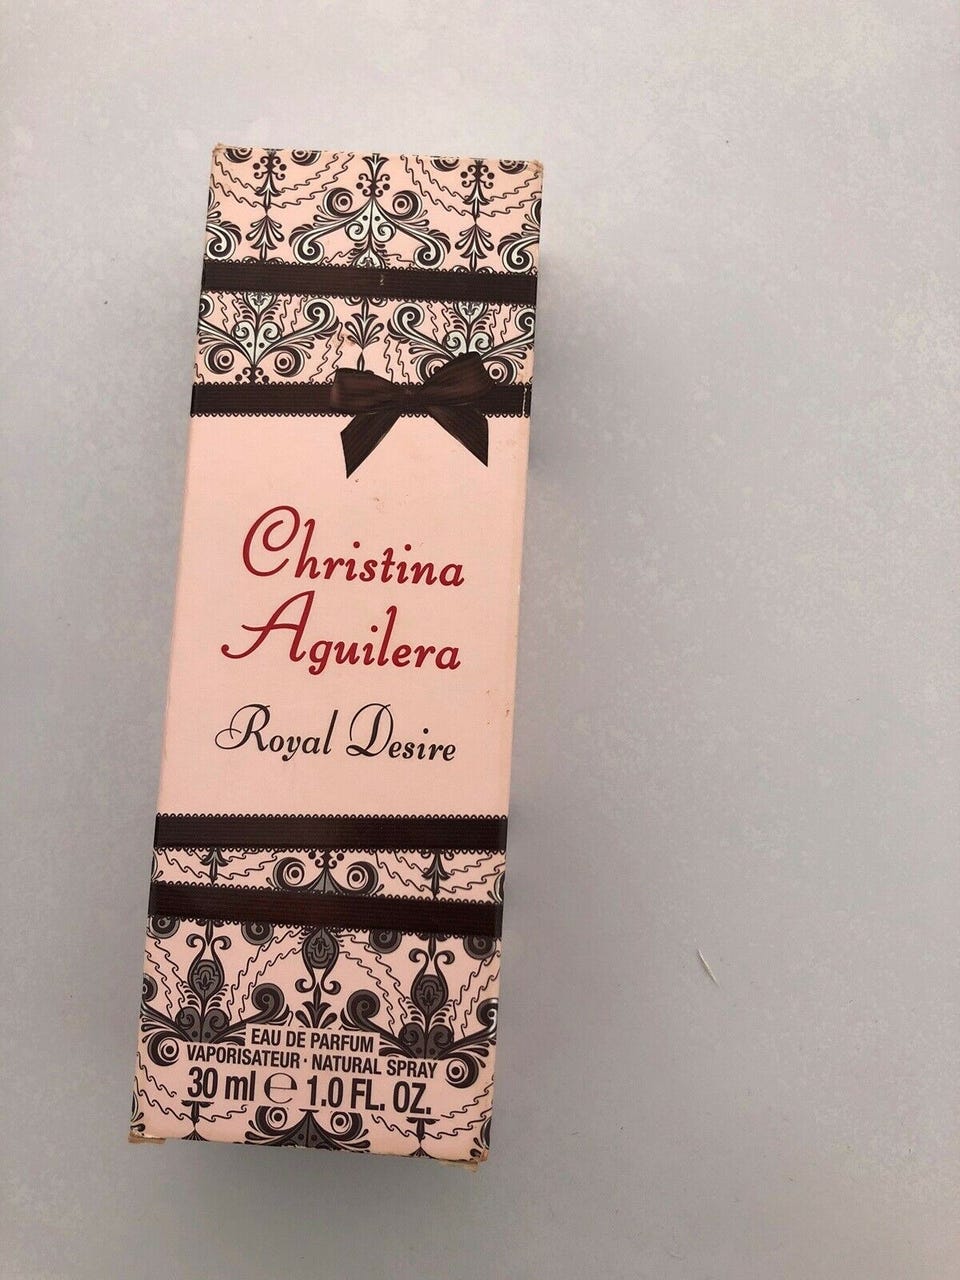 Christina
Aguilera
Royal Desire
EAU DE PARFUM
VAPORISATEUR · NATURAL SPRAY
30 ml ℮ 1.0 FL. OZ.